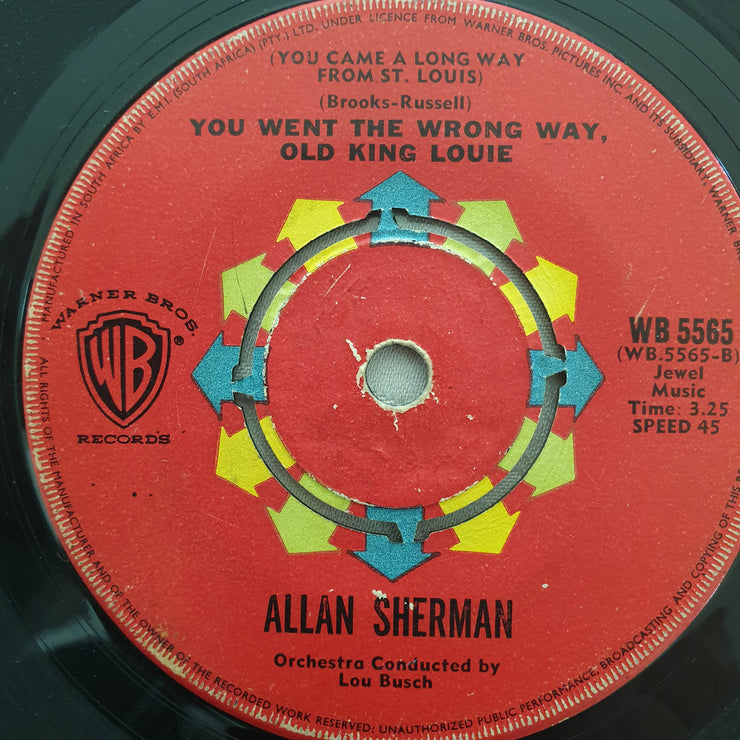 MANUFACTURED IN SOUTH AFRICA BY E.M.I. (SOUTH AFRICA) (PTY.) LTD. UNDER LICENCE FROM WARNER BROS. PICTURES INC. AND ITS SUBSIDIARY, WARNER BROS.
(YOU CAME A LONG WAY
FROM ST. LOUIS)
(Brooks-Russell)
YOU WENT THE WRONG WAY,
OLD KING LOUIE
WARNER BROS.
WB
®
RECORDS
WB 5565
(WB.5565-B)
Jewel
Music
Time: 3.25
SPEED 45
ALLAN SHERMAN
Orchestra Conducted by
Lou Busch
ALL RIGHTS OF THE MANUFACTURER AND OF THE OWNER OF THE RECORDED WORK RESERVED: UNAUTHORIZED PUBLIC PERFORMANCE, BROADCASTING AND COPYING OF THIS